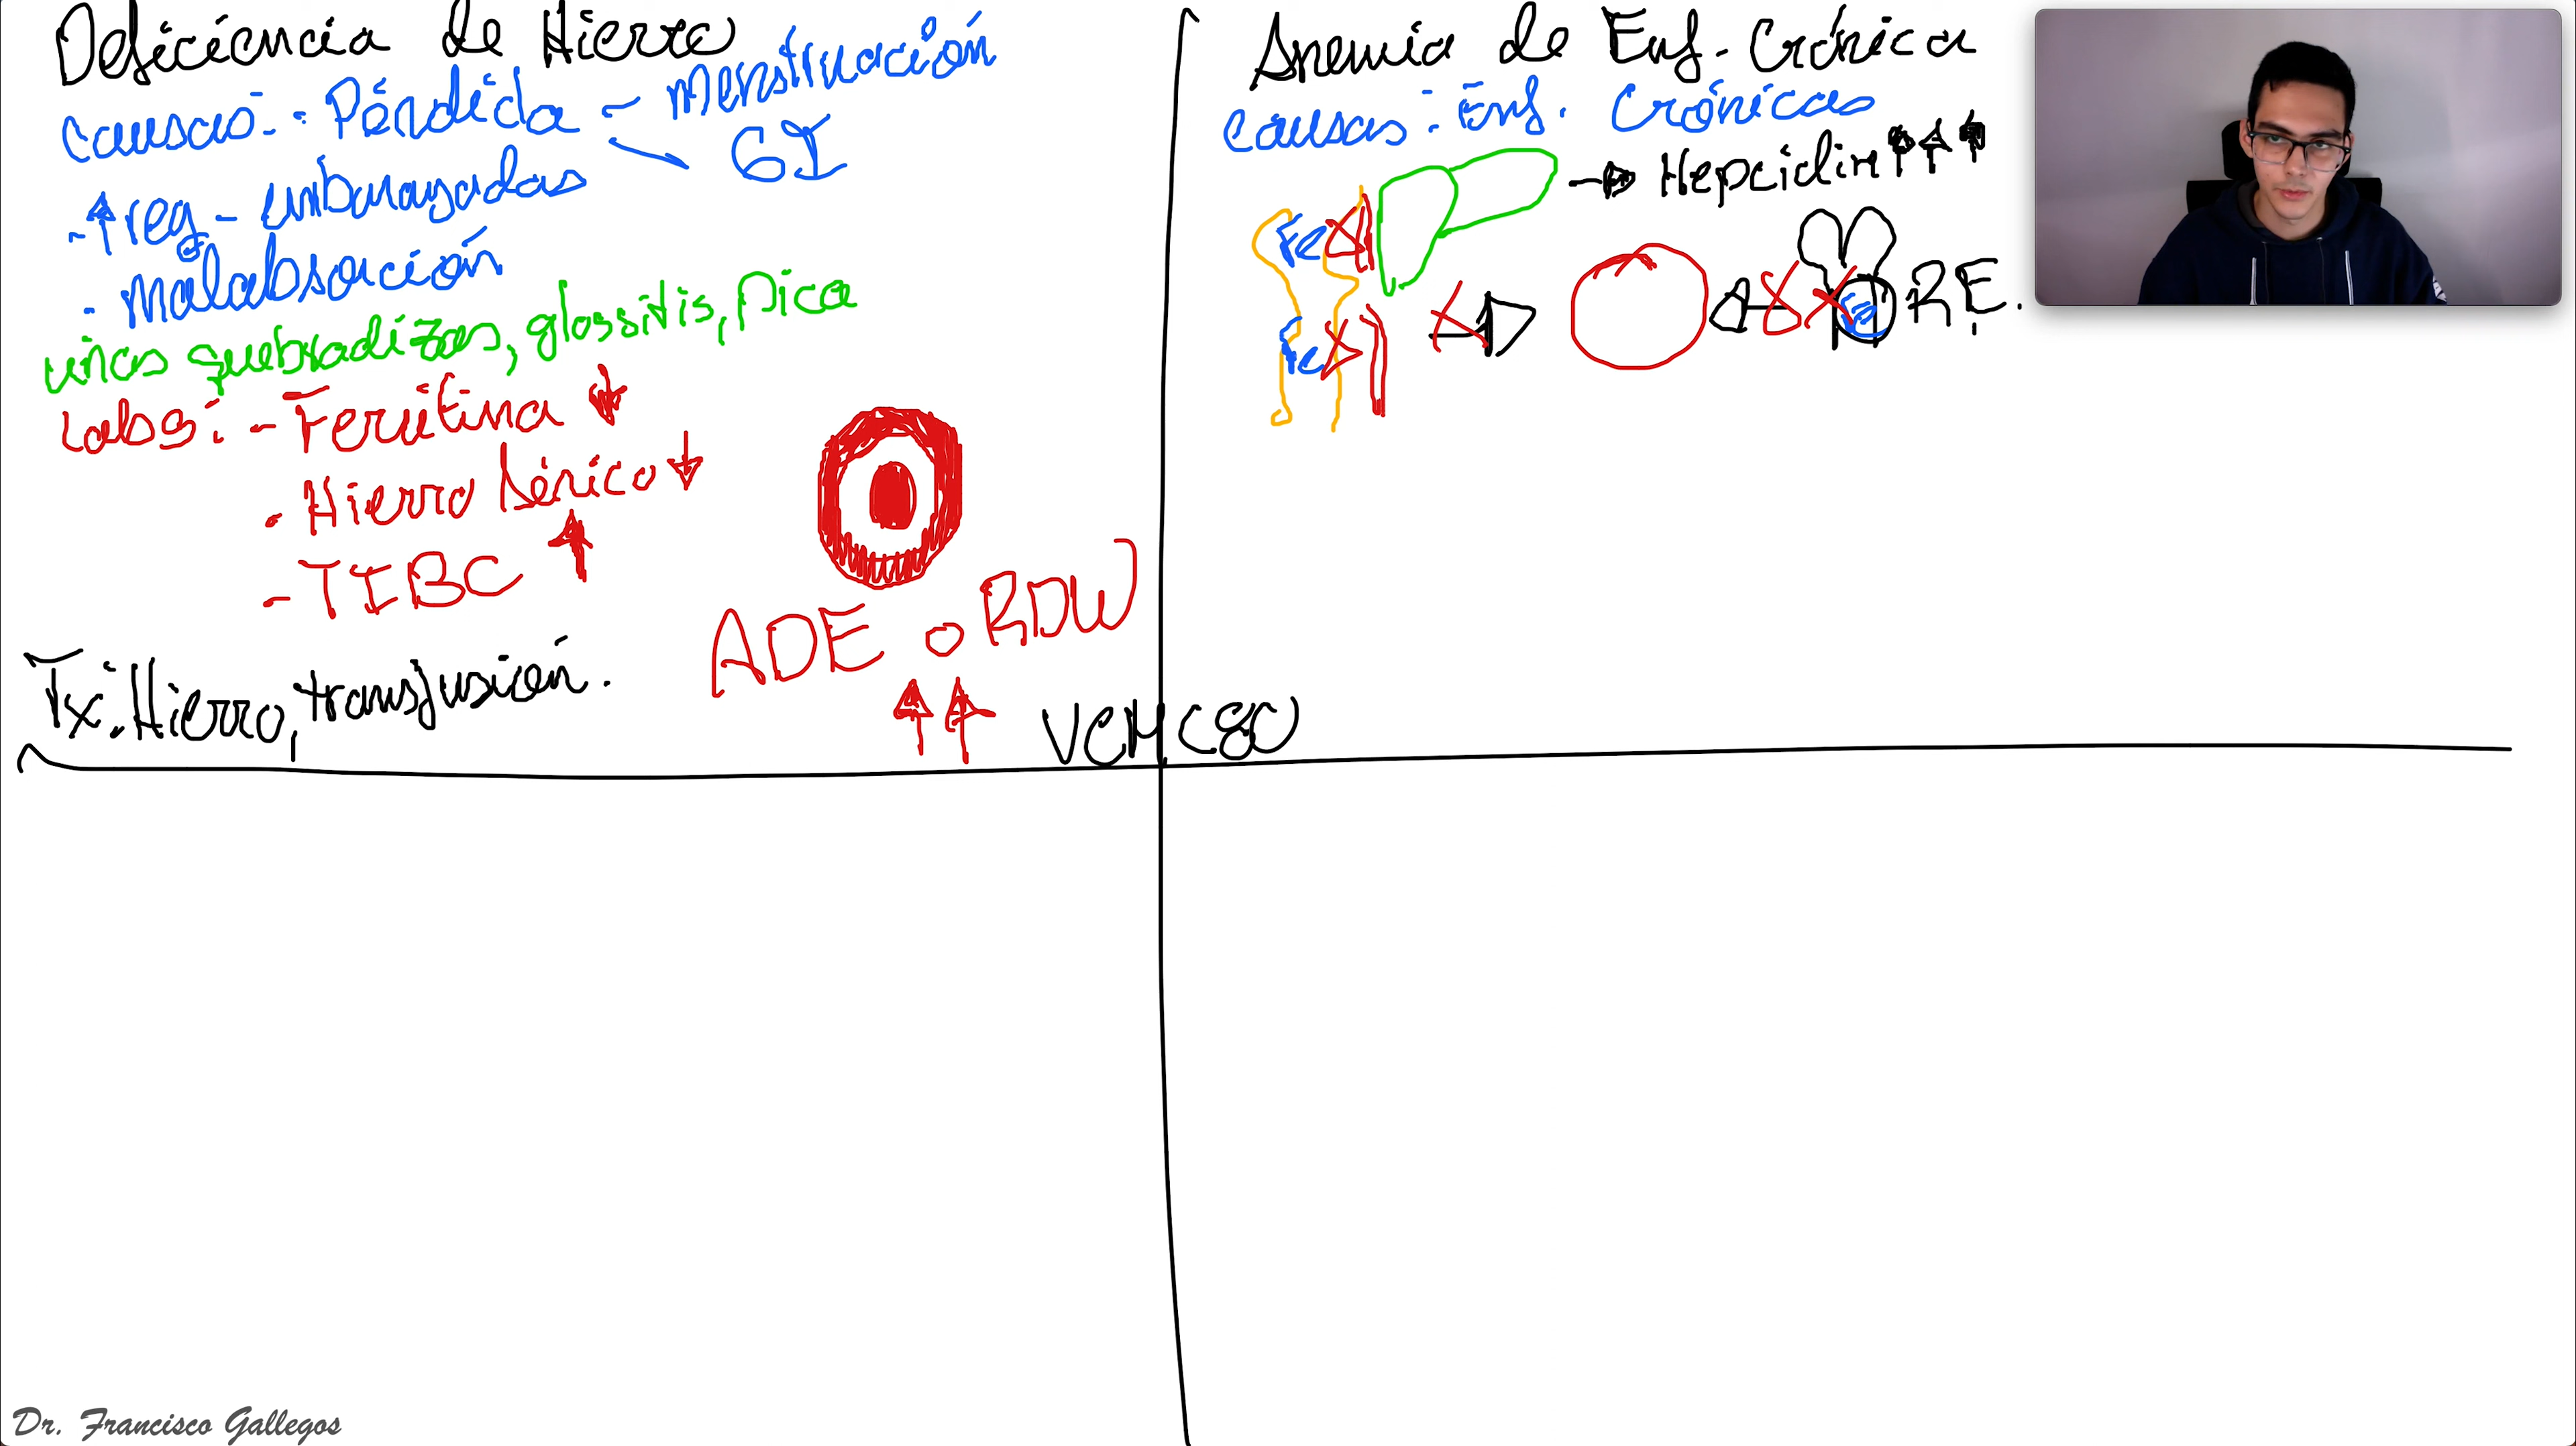 Deficiencia de Hierro
causas: - Pérdida - menstruación
GI
- ↑ req - embarazadas
- malabsorción
uñas quebradizas, glossitis, pica
Labs: - Ferritina ↓
- Hierro Sérico ↓
- TIBC ↑
ADE o RDW
↑↑
Tx: Hierro, transfusión.
VCM <80
Anemia de Enf. Crónica
causas: Enf. Crónicas
→ Hepcidin ↑↑↑
Fe
Fe
Fe
R.E.
Dr. Francisco Gallegos